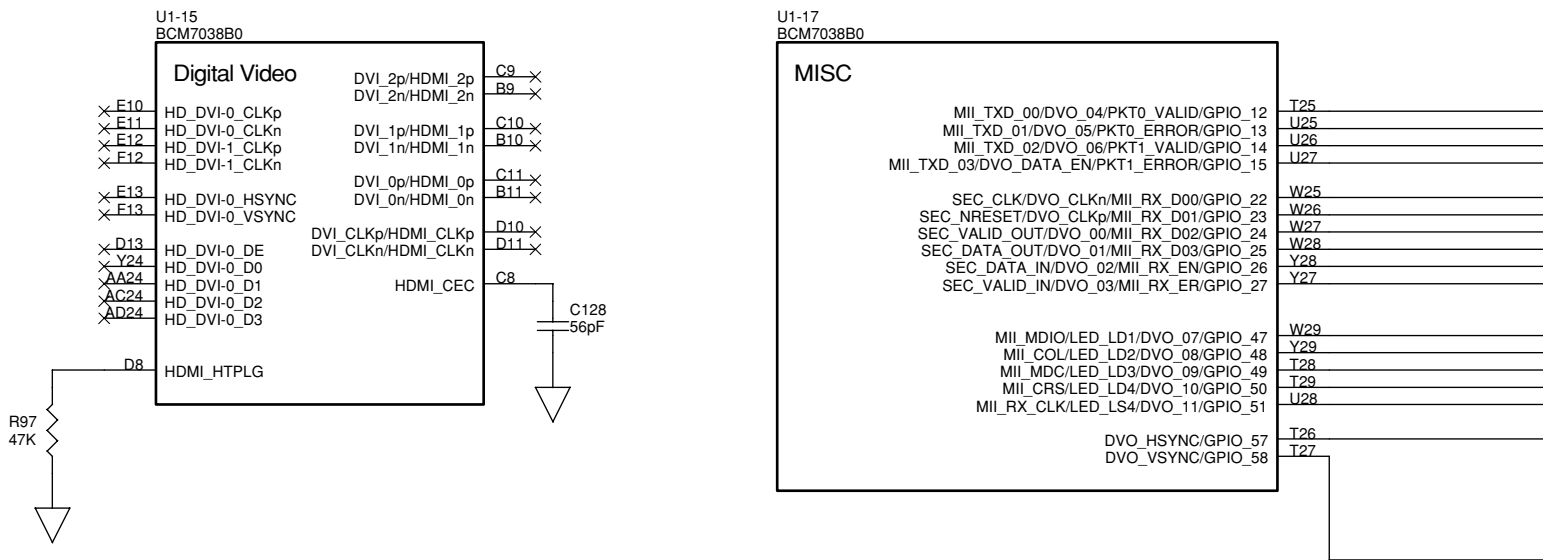 U1-15
BCM7038B0
Digital Video
E10 HD_DVI-0_CLKp
E11 HD_DVI-0_CLKn
E12 HD_DVI-1_CLKp
F12 HD_DVI-1_CLKn
E13 HD_DVI-0_HSYNC
F13 HD_DVI-0_VSYNC
D13 HD_DVI-0_DE
Y24 HD_DVI-0_D0
AA24 HD_DVI-0_D1
AC24 HD_DVI-0_D2
AD24 HD_DVI-0_D3
D8 HDMI_HTPLG
DVI_2p/HDMI_2p C9
DVI_2n/HDMI_2n B9
DVI_1p/HDMI_1p C10
DVI_1n/HDMI_1n B10
DVI_0p/HDMI_0p C11
DVI_0n/HDMI_0n B11
DVI_CLKp/HDMI_CLKp D10
DVI_CLKn/HDMI_CLKn D11
HDMI_CEC C8
C128
56pF
R97
47K
U1-17
BCM7038B0
MISC
MII_TXD_00/DVO_04/PKT0_VALID/GPIO_12 T25
MII_TXD_01/DVO_05/PKT0_ERROR/GPIO_13 U25
MII_TXD_02/DVO_06/PKT1_VALID/GPIO_14 U26
MII_TXD_03/DVO_DATA_EN/PKT1_ERROR/GPIO_15 U27
SEC_CLK/DVO_CLKn/MII_RX_D00/GPIO_22 W25
SEC_NRESET/DVO_CLKp/MII_RX_D01/GPIO_23 W26
SEC_VALID_OUT/DVO_00/MII_RX_D02/GPIO_24 W27
SEC_DATA_OUT/DVO_01/MII_RX_D03/GPIO_25 W28
SEC_DATA_IN/DVO_02/MII_RX_EN/GPIO_26 Y28
SEC_VALID_IN/DVO_03/MII_RX_ER/GPIO_27 Y27
MII_MDIO/LED_LD1/DVO_07/GPIO_47 W29
MII_COL/LED_LD2/DVO_08/GPIO_48 Y29
MII_MDC/LED_LD3/DVO_09/GPIO_49 T28
MII_CRS/LED_LD4/DVO_10/GPIO_50 T29
MII_RX_CLK/LED_LS4/DVO_11/GPIO_51 U28
DVO_HSYNC/GPIO_57 T26
DVO_VSYNC/GPIO_58 T27